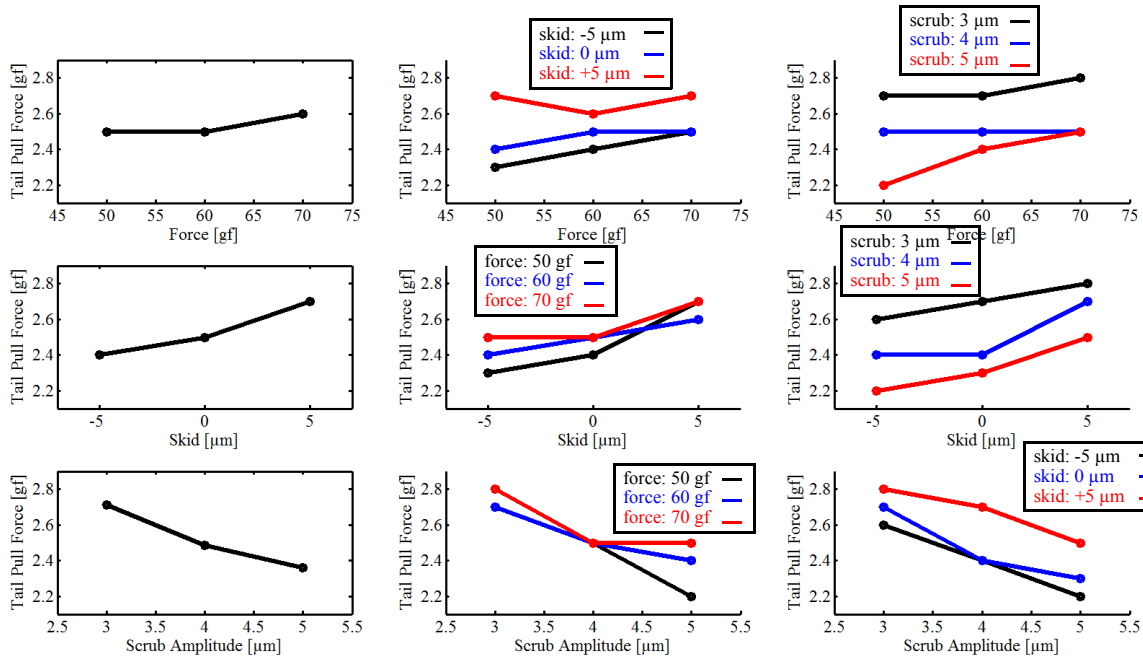 skid: -5 µm
skid: 0 µm
skid: +5 µm
scrub: 3 µm
scrub: 4 µm
scrub: 5 µm
Tail Pull Force [gf]
2.8
2.6
2.4
2.2
45 50 55 60 65 70 75
Force [gf]
Tail Pull Force [gf]
2.8
2.6
2.4
2.2
45 50 55 60 65 70 75
Force [gf]
Tail Pull Force [gf]
2.8
2.6
2.4
2.2
45 50 55 60 65 70 75
Force [gf]
force: 50 gf
force: 60 gf
force: 70 gf
scrub: 3 µm
scrub: 4 µm
scrub: 5 µm
Tail Pull Force [gf]
2.8
2.6
2.4
2.2
-5 0 5
Skid [µm]
Tail Pull Force [gf]
2.8
2.6
2.4
2.2
-5 0 5
Skid [µm]
Tail Pull Force [gf]
2.8
2.6
2.4
2.2
-5 0 5
Skid [µm]
force: 50 gf
force: 60 gf
force: 70 gf
skid: -5 µm
skid: 0 µm
skid: +5 µm
Tail Pull Force [gf]
2.8
2.6
2.4
2.2
2.5 3 3.5 4 4.5 5 5.5
Scrub Amplitude [µm]
Tail Pull Force [gf]
2.8
2.6
2.4
2.2
2.5 3 3.5 4 4.5 5 5.5
Scrub Amplitude [µm]
Tail Pull Force [gf]
2.8
2.6
2.4
2.2
2.5 3 3.5 4 4.5 5 5.5
Scrub Amplitude [µm]